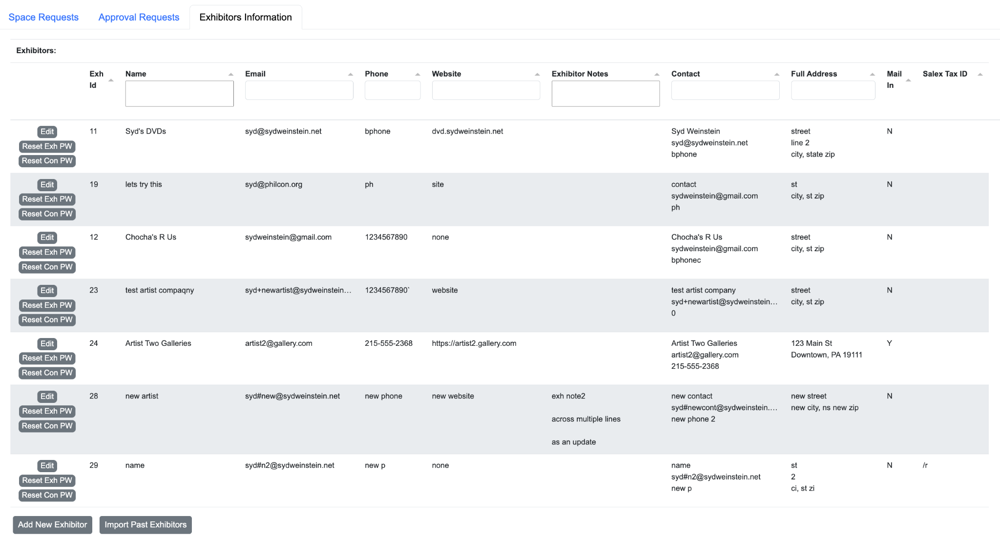 Space Requests Approval Requests Exhibitors Information
Exhibitors:
Exh Id Name Email Phone Website Exhibitor Notes Contact Full Address Mail In Salex Tax ID
Edit 11 Syd's DVDs syd@sydweinstein.net bphone dvd.sydweinstein.net Syd Weinstein street N
Reset Exh PW syd@sydweinstein.net line 2
Reset Con PW bphone city, state zip
Edit 19 lets try this syd@philcon.org ph site contact st N
Reset Exh PW sydweinstein@gmail.com city, st zip
Reset Con PW ph
Edit 12 Chocha's R Us sydweinstein@gmail.com 1234567890 none Chocha's R Us street N
Reset Exh PW sydweinstein@gmail.com city, st zip
Reset Con PW bphonec
Edit 23 test artist compaqny syd+newartist@sydweinstein… 1234567890` website test artist company street N
Reset Exh PW syd+newartist@sydweinstein… city, st zip
Reset Con PW 0
Edit 24 Artist Two Galleries artist2@gallery.com 215-555-2368 https://artist2.gallery.com Artist Two Galleries 123 Main St Y
Reset Exh PW artist2@gallery.com Downtown, PA 19111
Reset Con PW 215-555-2368
Edit 28 new artist syd#new@sydweinstein.net new phone new website exh note2 new contact new street N
Reset Exh PW syd#newcont@sydweinstein.… new city, ns new zip
Reset Con PW across multiple lines new phone 2
as an update
Edit 29 name syd#n2@sydweinstein.net new p none name st N /r
Reset Exh PW syd#n2@sydweinstein.net 2
Reset Con PW new p ci, st zi
Add New Exhibitor Import Past Exhibitors